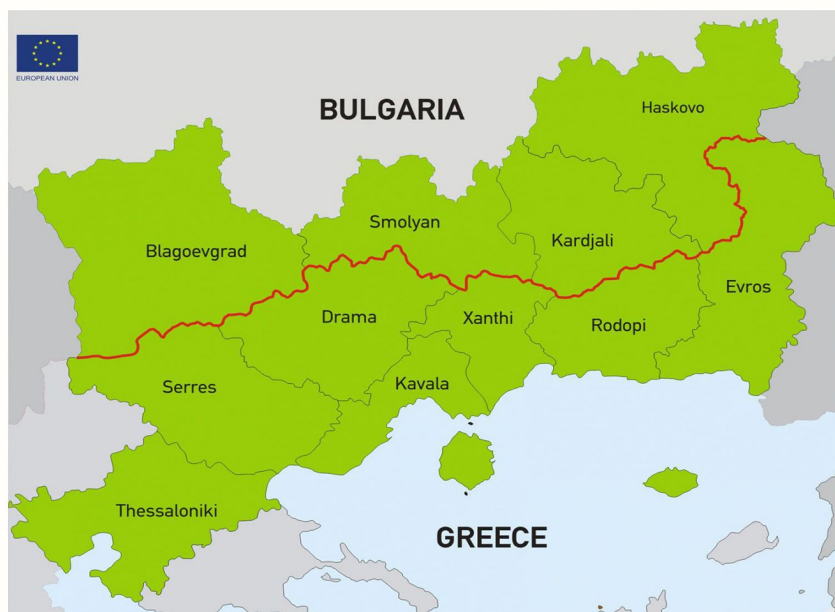 EUROPEAN UNION
BULGARIA
Haskovo
Smolyan
Blagoevgrad
Kardjali
Evros
Drama
Xanthi
Rodopi
Serres
Kavala
Thessaloniki
GREECE